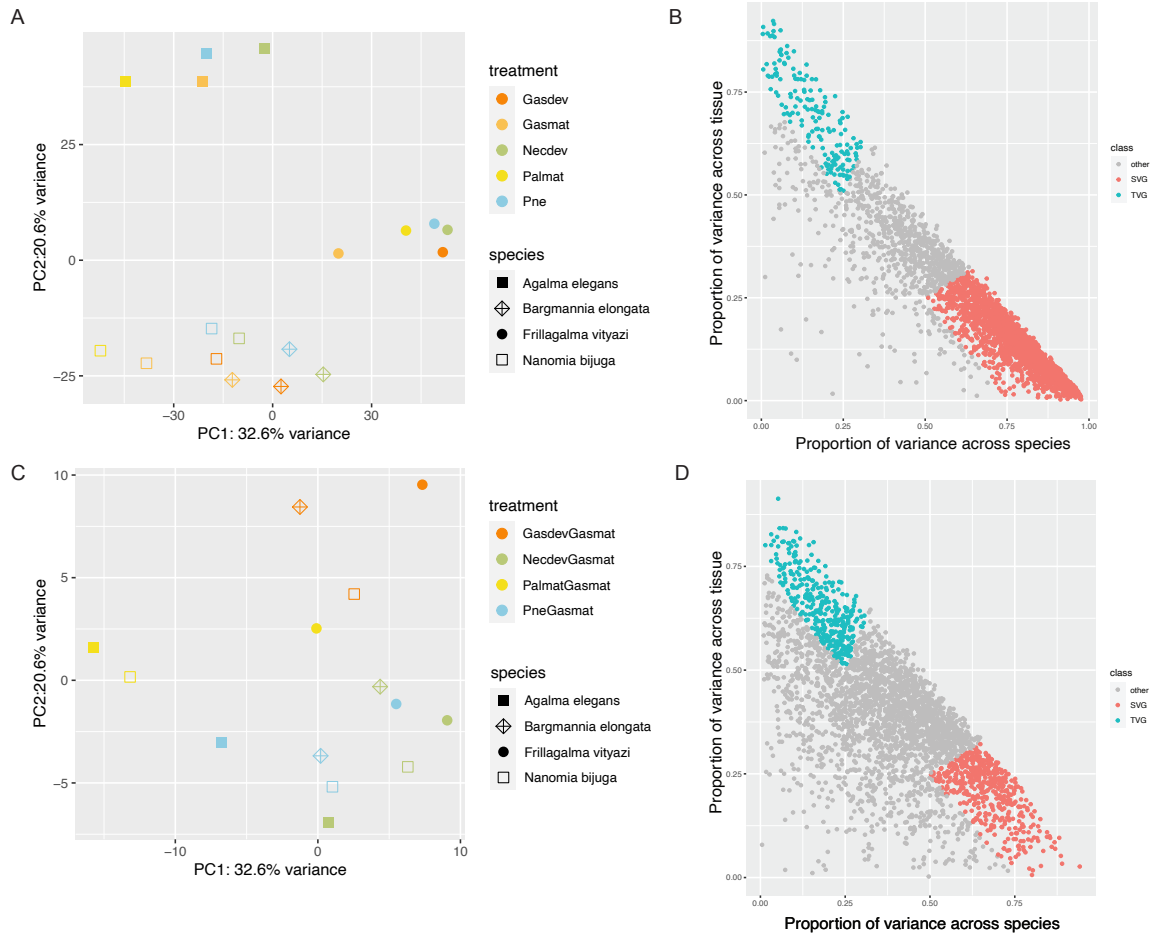 A
25
0
−25
−30
0
30
PC2:20.6% variance
PC1: 32.6% variance
treatment
Gasdev
Gasmat
Necdev
Palmat
Pne
species
Agalma elegans
Bargmannia elongata
Frillagalma vityazi
Nanomia bijuga
B
0.75
0.50
0.25
0.00
0.00
0.25
0.50
0.75
1.00
Proportion of variance across tissue
Proportion of variance across species
class
other
SVG
TVG
C
10
5
0
−5
−10
0
10
PC2:20.6% variance
PC1: 32.6% variance
treatment
GasdevGasmat
NecdevGasmat
PalmatGasmat
PneGasmat
species
Agalma elegans
Bargmannia elongata
Frillagalma vityazi
Nanomia bijuga
D
0.75
0.50
0.25
0.00
0.00
0.25
0.50
0.75
Proportion of variance across tissue
Proportion of variance across species
class
other
SVG
TVG